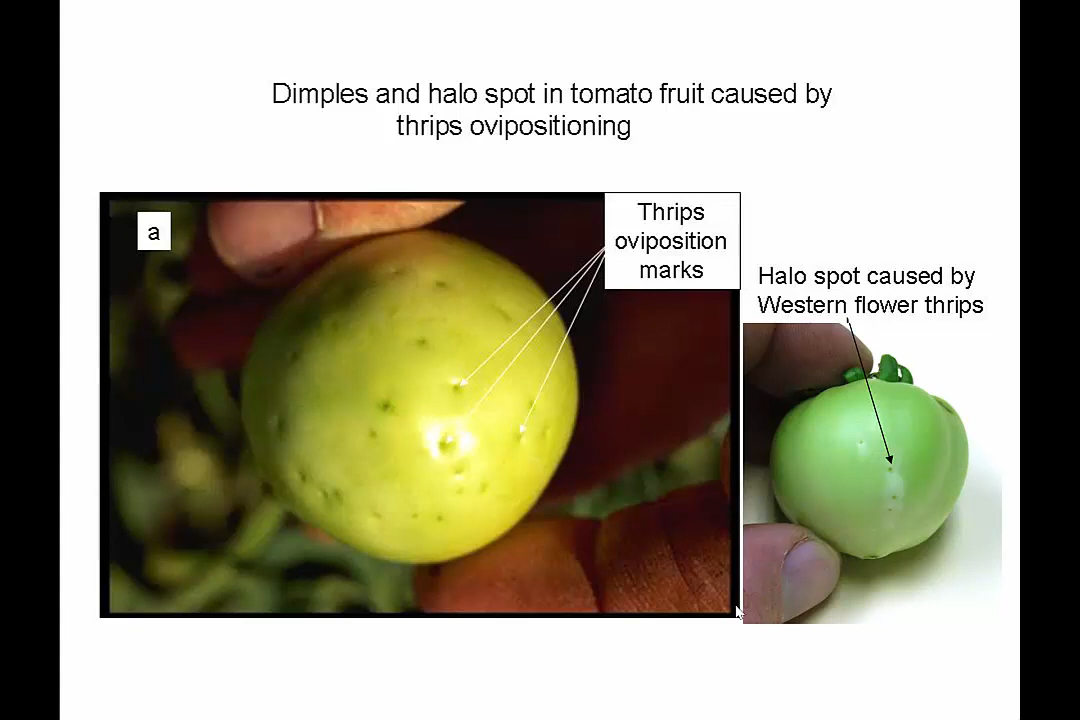 Dimples and halo spot in tomato fruit caused by
thrips ovipositioning
a
Thrips
oviposition
marks
Halo spot caused by
Western flower thrips